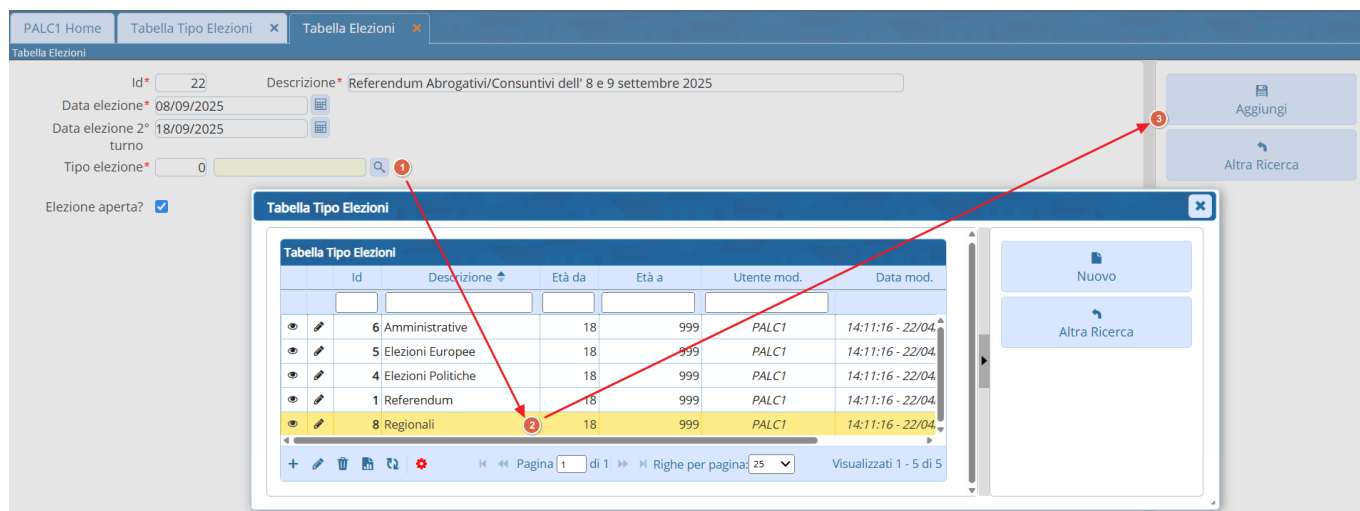 PALC1 Home Tabella Tipo Elezioni Tabella Elezioni
Tabella Elezioni
Id* 22 Descrizione* Referendum Abrogativi/Consuntivi dell' 8 e 9 settembre 2025
Data elezione* 08/09/2025
Data elezione 2° 18/09/2025
turno
Tipo elezione* 0 1
Elezione aperta?
Aggiungi
3
Altra Ricerca
Tabella Tipo Elezioni
Tabella Tipo Elezioni
Id Descrizione Età da Età a Utente mod. Data mod.
6 Amministrative 18 999 PALC1 14:11:16 - 22/04
5 Elezioni Europee 18 999 PALC1 14:11:16 - 22/04
4 Elezioni Politiche 18 999 PALC1 14:11:16 - 22/04
1 Referendum 18 999 PALC1 14:11:16 - 22/04
8 Regionali 2 18 999 PALC1 14:11:16 - 22/04
Pagina 1 di 1 Righe per pagina: 25 Visualizzati 1 - 5 di 5
Nuovo
Altra Ricerca